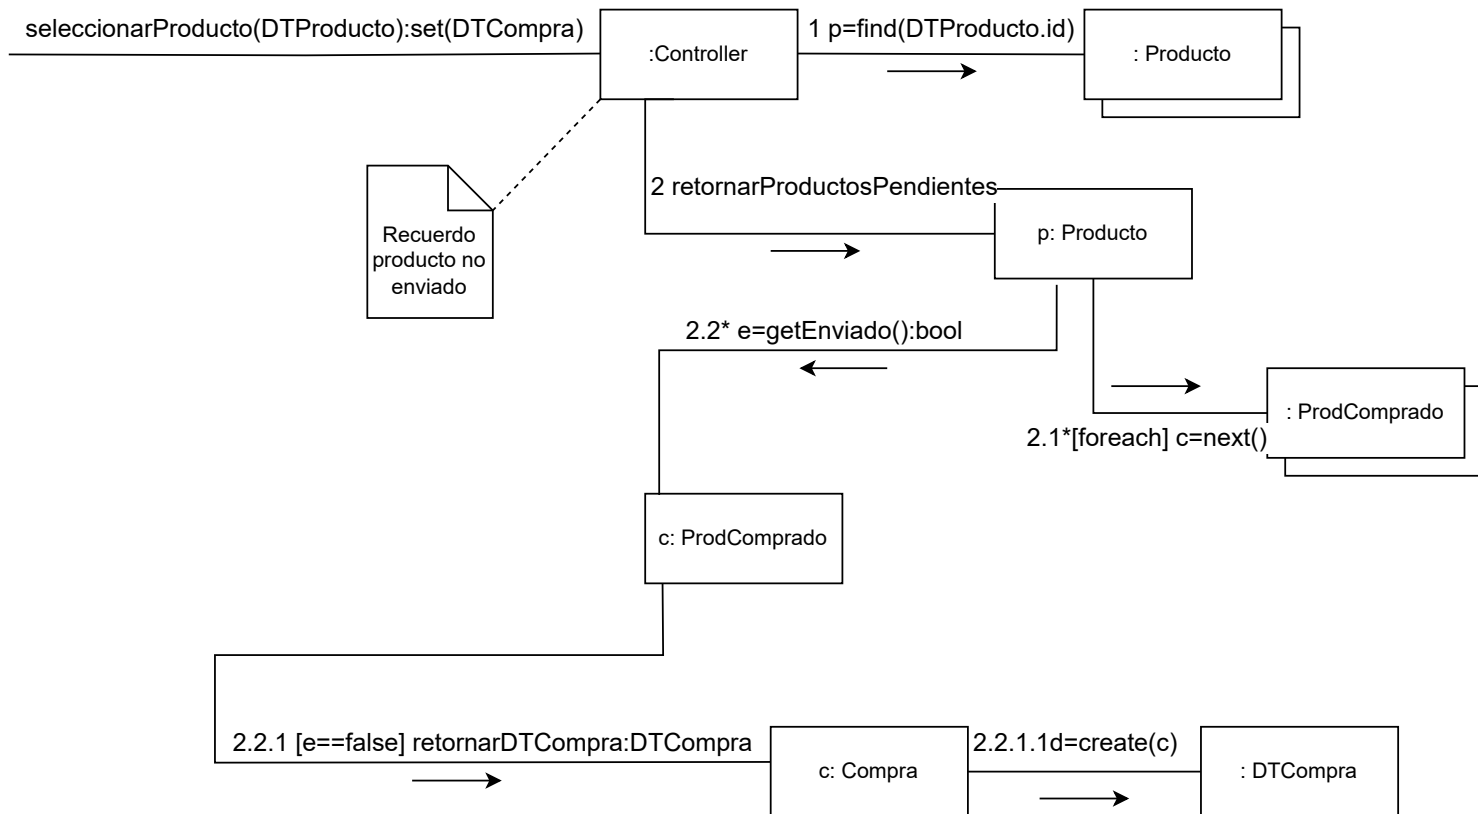 seleccionarProducto(DTProducto):set(DTCompra)
:Controller
1 p=find(DTProducto.id)
: Producto
2 retornarProductosPendientes
Recuerdo
producto no
enviado
p: Producto
2.2* e=getEnviado():bool
: ProdComprado
2.1*[foreach] c=next()
c: ProdComprado
2.2.1 [e==false] retornarDTCompra:DTCompra
c: Compra
2.2.1.1d=create(c)
: DTCompra